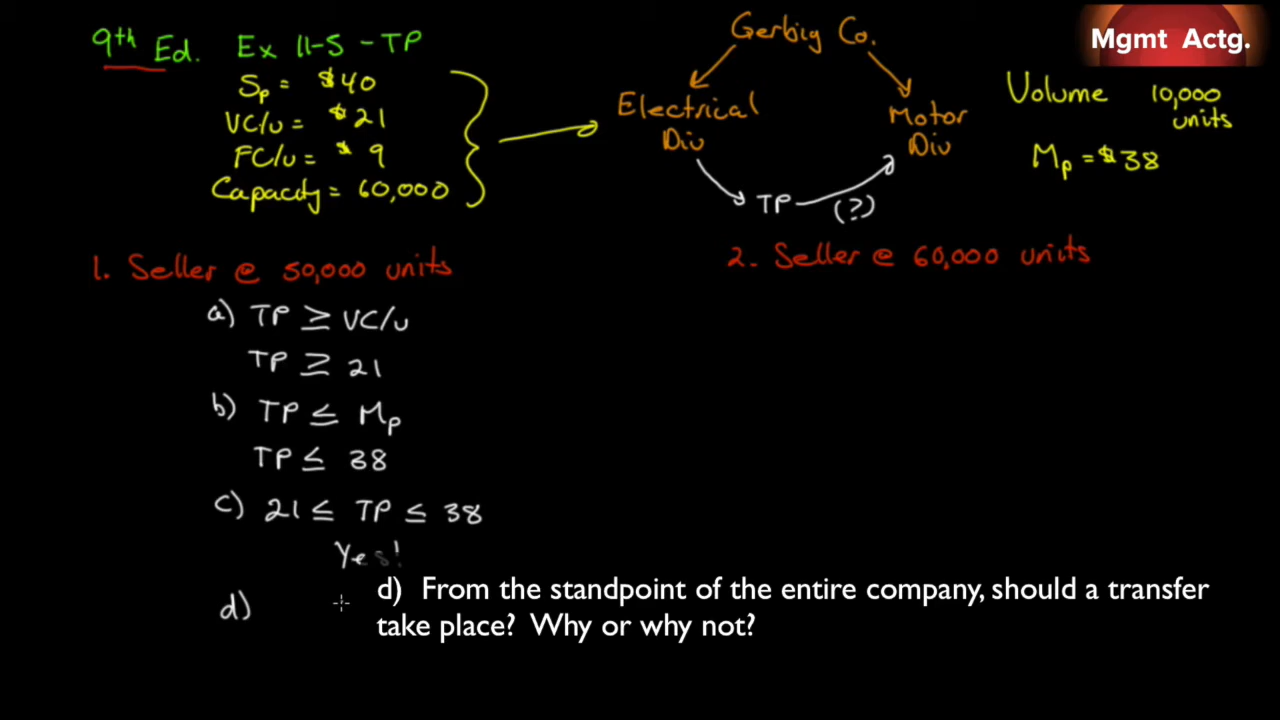 9th Ed. Ex 11-5 - TP
Sp = $40
VC/u = $21
FC/u = $9
Capacity = 60,000
Gerbig Co.
Electrical
Div
Motor
Div
TP
(?)
Mgmt Actg.
Volume 10,000
units
Mp = $38
1. Seller @ 50,000 units
a) TP ≥ VC/u
TP ≥ 21
b) TP ≤ Mp
TP ≤ 38
c) 21 ≤ TP ≤ 38
Yes!
d)
d) From the standpoint of the entire company, should a transfer
take place? Why or why not?
2. Seller @ 60,000 units